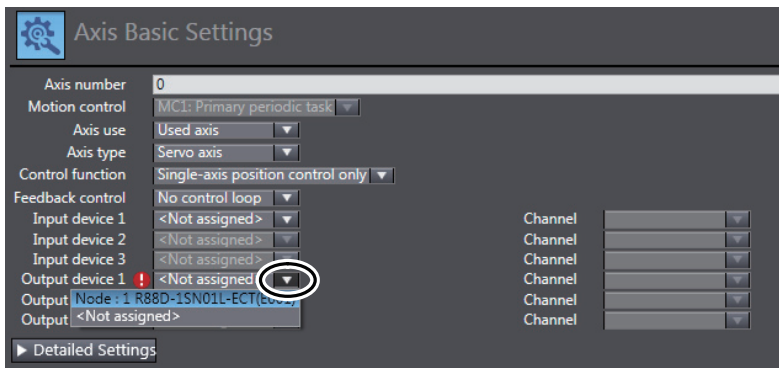 Axis Basic Settings
Axis number 0
Motion control MC1: Primary periodic task
Axis use Used axis
Axis type Servo axis
Control function Single-axis position control only
Feedback control No control loop
Input device 1 <Not assigned> Channel
Input device 2 <Not assigned> Channel
Input device 3 <Not assigned> Channel
Output device 1 <Not assigned Channel
Output Node : 1 R88D-1SN01L-ECT(E001) Channel
Output <Not assigned> Channel
Detailed Settings